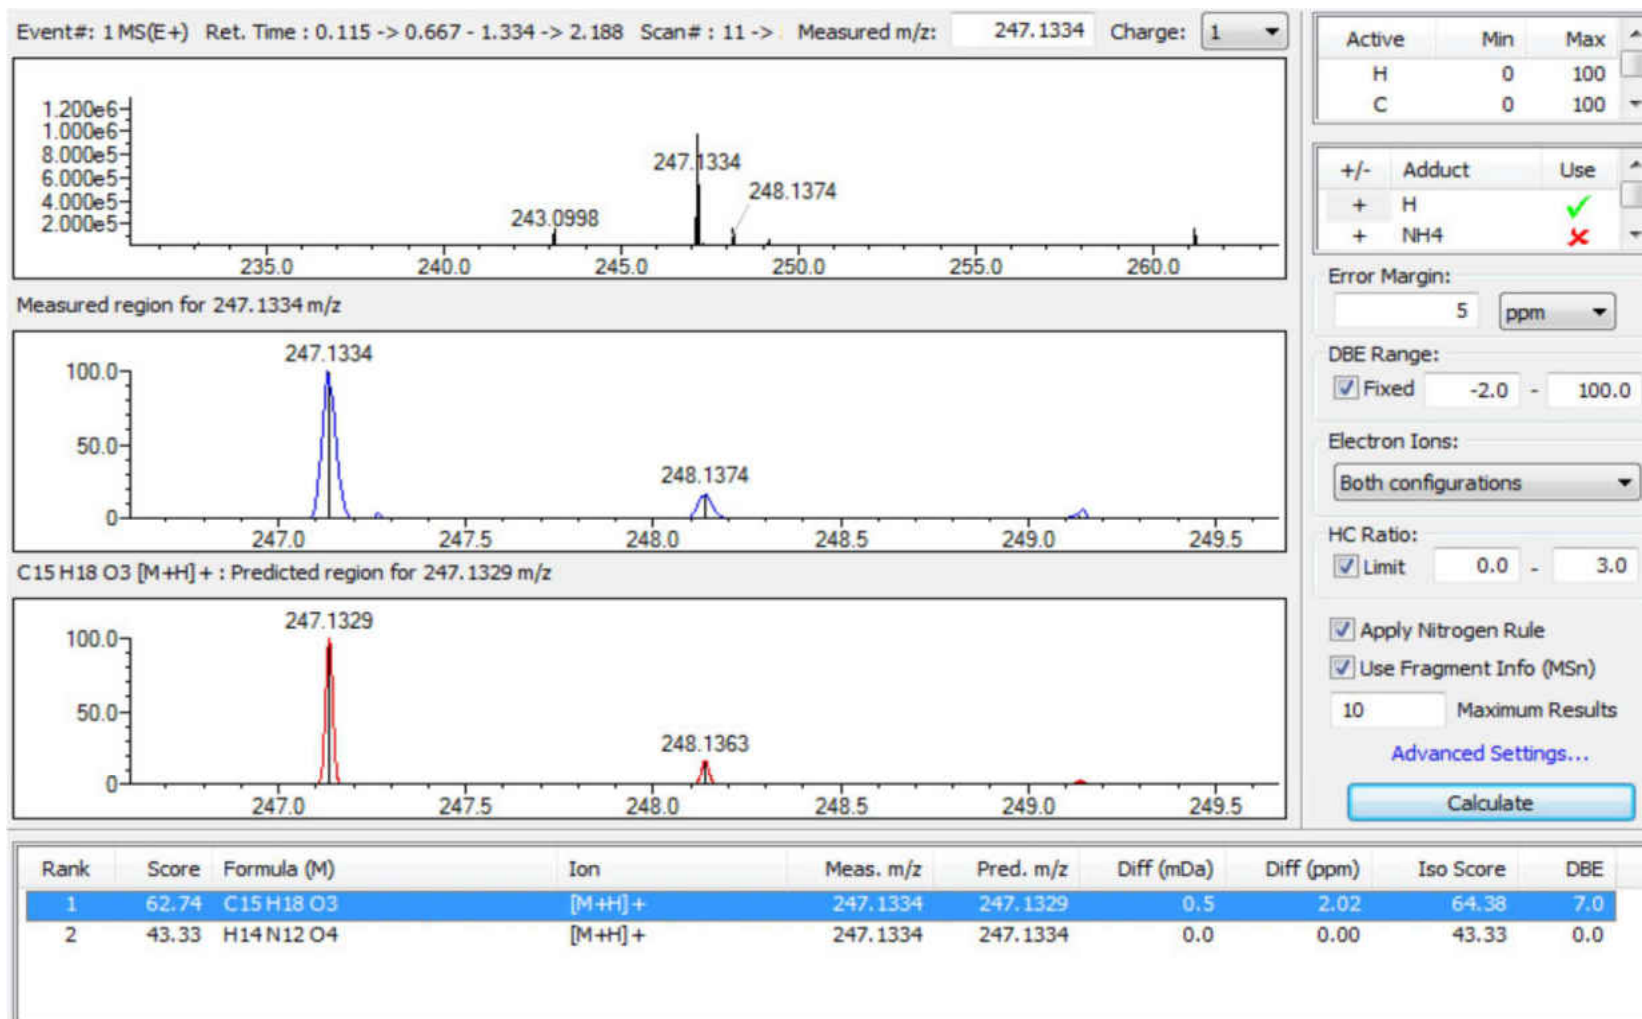 Event#: 1 MS(E+) Ret. Time : 0.115 -> 0.667 - 1.334 -> 2.188 Scan# : 11 -> Measured m/z: 247.1334 Charge: 1
1.200e6
1.000e6
8.000e5
6.000e5
4.000e5
2.000e5
247.1334
248.1374
243.0998
235.0 240.0 245.0 250.0 255.0 260.0
Measured region for 247.1334 m/z
247.1334
100.0
50.0
248.1374
0
247.0 247.5 248.0 248.5 249.0 249.5
C15 H18 O3 [M+H]+ : Predicted region for 247.1329 m/z
247.1329
100.0
50.0
248.1363
0
247.0 247.5 248.0 248.5 249.0 249.5
Active Min Max
H 0 100
C 0 100
+/- Adduct Use
+ H
+ NH4
Error Margin:
5 ppm
DBE Range:
Fixed -2.0 - 100.0
Electron Ions:
Both configurations
HC Ratio:
Limit 0.0 - 3.0
Apply Nitrogen Rule
Use Fragment Info (MSn)
10 Maximum Results
Advanced Settings...
Calculate
Rank Score Formula (M) Ion Meas. m/z Pred. m/z Diff (mDa) Diff (ppm) Iso Score DBE
1 62.74 C15 H18 O3 [M+H]+ 247.1334 247.1329 0.5 2.02 64.38 7.0
2 43.33 H14 N12 O4 [M+H]+ 247.1334 247.1334 0.0 0.00 43.33 0.0